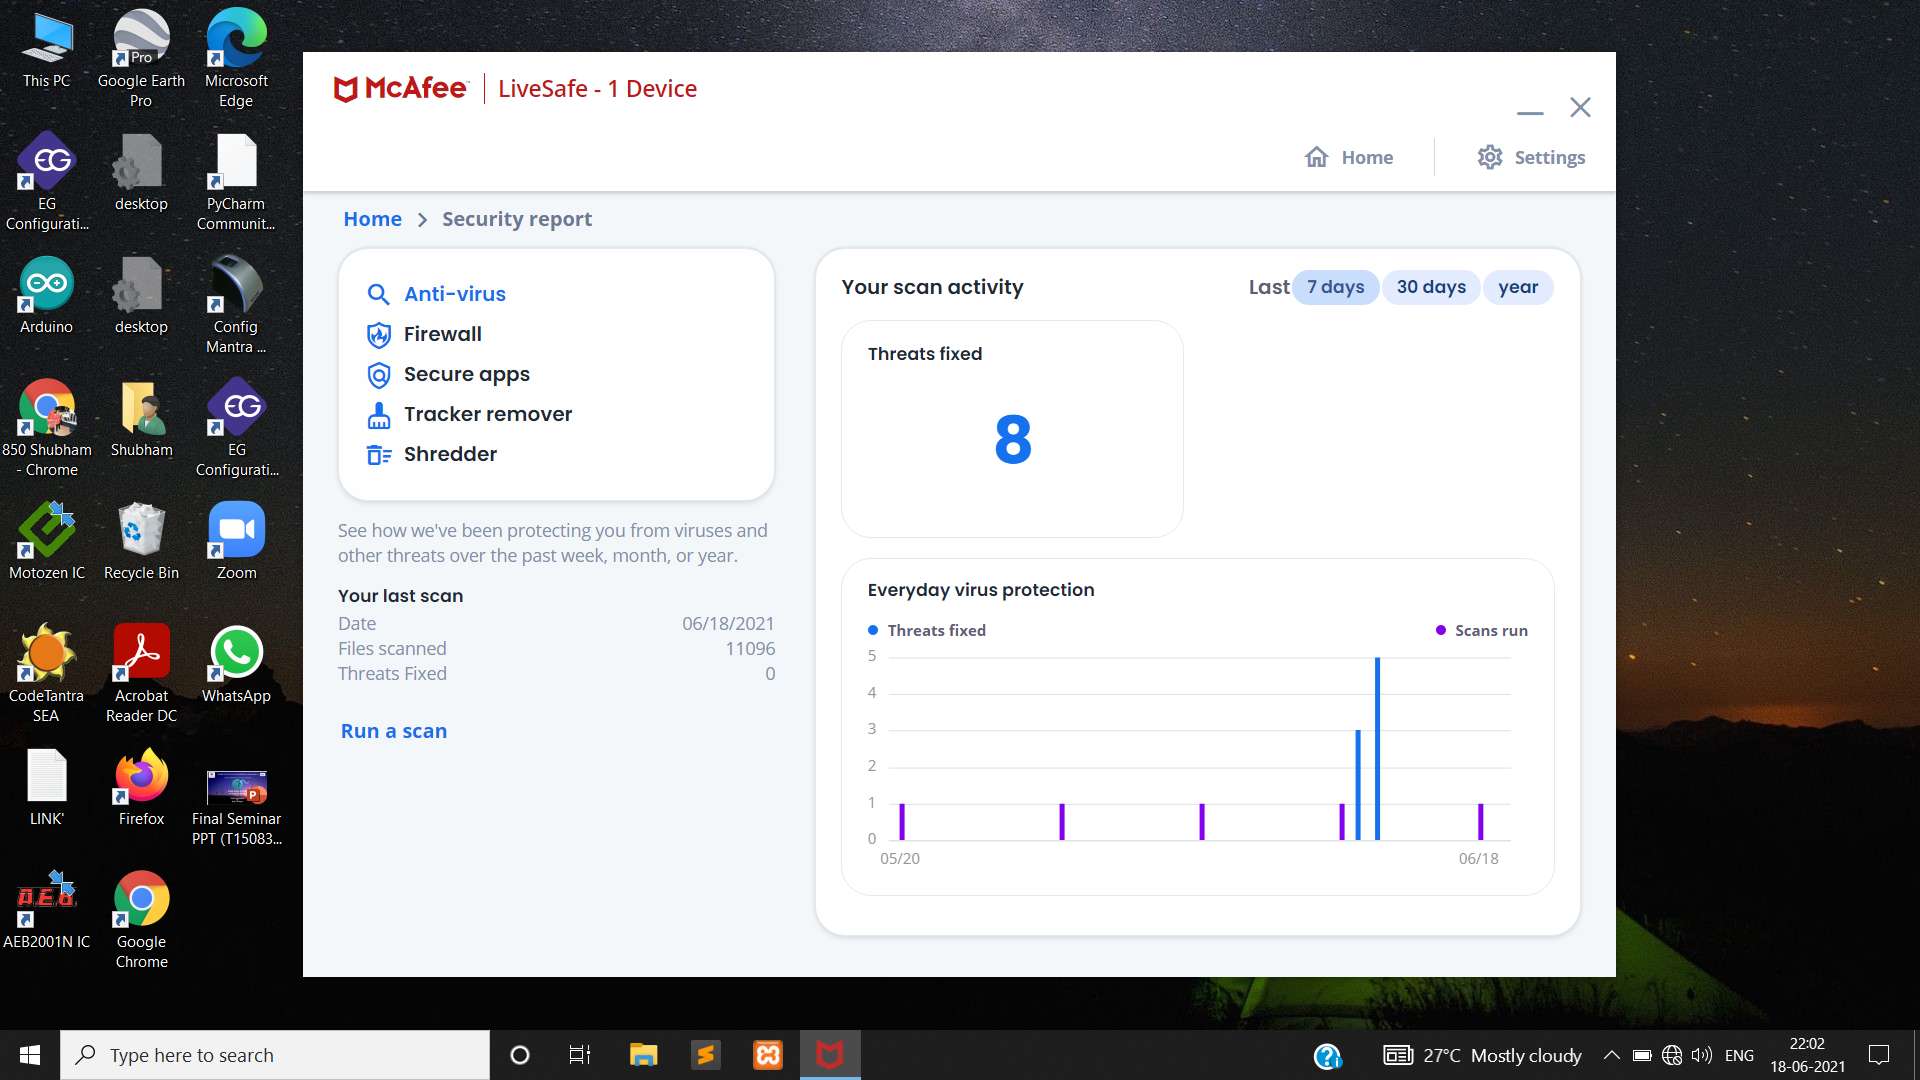 This PC
Google Earth
Pro
Microsoft
Edge
EG
Configurati...
desktop
PyCharm
Communit...
Arduino
desktop
Config
Mantra ...
850 Shubham
- Chrome
Shubham
EG
Configurati...
Motozen IC
Recycle Bin
Zoom
CodeTantra
SEA
Acrobat
Reader DC
WhatsApp
LINK'
Firefox
Final Seminar
PPT (T15083...
AEB2001N IC
Google
Chrome
Pro
EG
EG
A.E.B.
P
McAfee™
LiveSafe - 1 Device
Home
Settings
Home > Security report
Anti-virus
Firewall
Secure apps
Tracker remover
Shredder
See how we've been protecting you from viruses and
other threats over the past week, month, or year.
Your last scan
Date 06/18/2021
Files scanned 11096
Threats Fixed 0
Run a scan
Your scan activity
Last 7 days 30 days year
Threats fixed
8
Everyday virus protection
Threats fixed
Scans run
5
4
3
2
1
0
05/20
06/18
Type here to search
27°C Mostly cloudy
ENG
22:02
18-06-2021